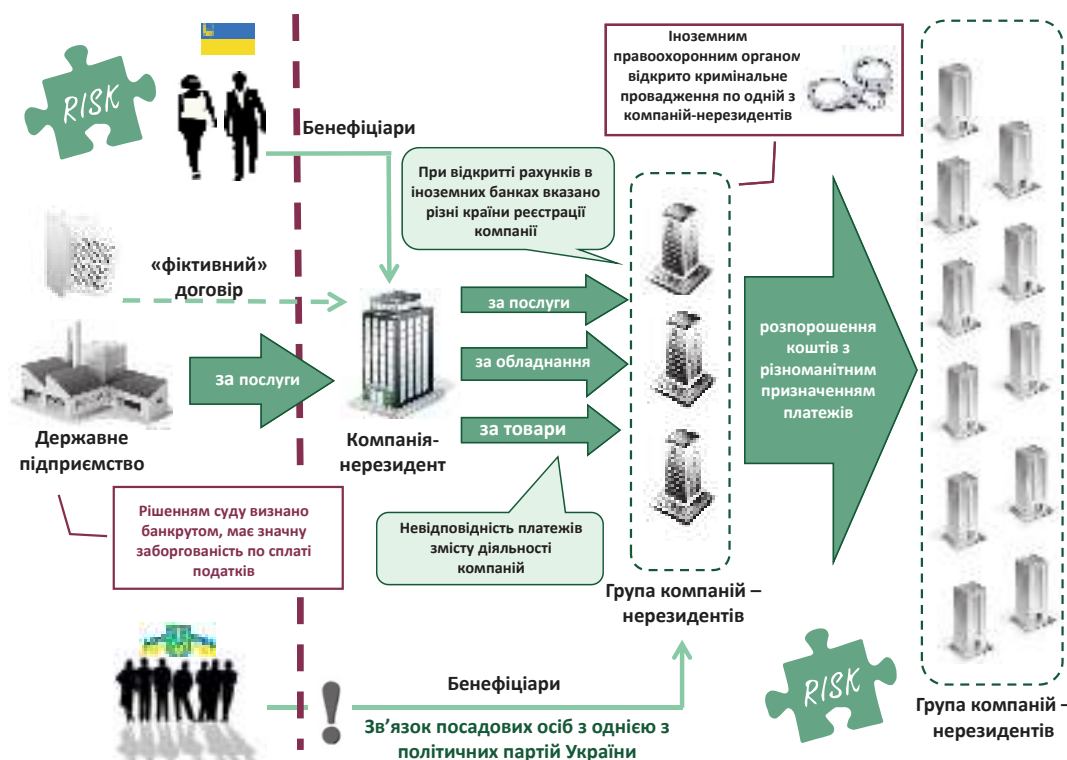 RISK
Бенефіціари
Іноземним
правоохоронним органом
відкрито кримінальне
провадження по одній з
компаній-нерезидентів
При відкритті рахунків в
іноземних банках вказано
різні країни реєстрації
компанії
«фіктивний»
договір
за послуги
за послуги
за обладнання
за товари
розпорошення
коштів з
різноманітним
призначенням
платежів
Державне
підприємство
Компанія-
нерезидент
Рішенням суду визнано
банкрутом, має значну
заборгованість по сплаті
податків
Невідповідність платежів
змісту діяльності
компаній
Група компаній –
нерезидентів
Бенефіціари
Зв’язок посадових осіб з однією з
політичних партій України
RISK
Група компаній –
нерезидентів